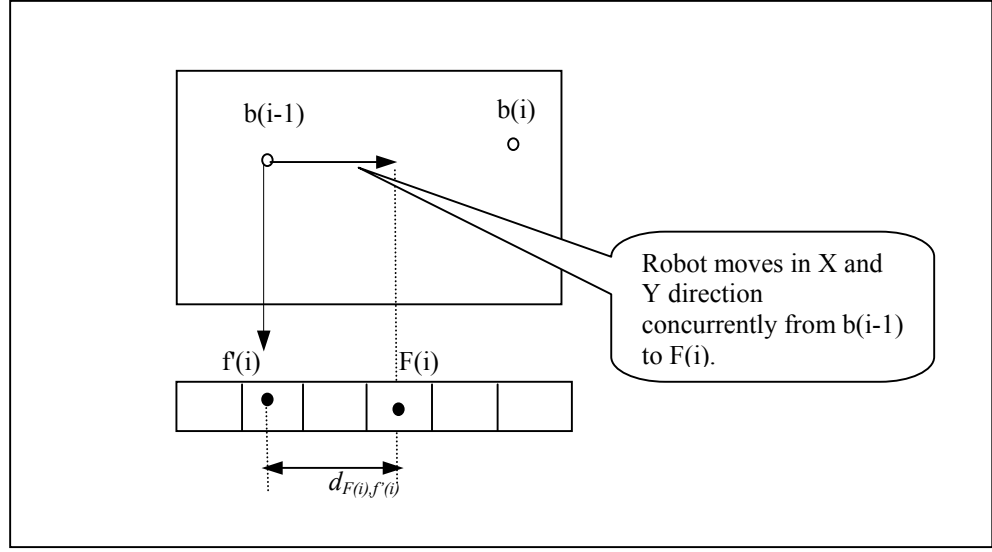 b(i-1)
b(i)
Robot moves in X and
Y direction
concurrently from b(i-1)
to F(i).
f'(i)
F(i)
dF(i),f'(i)